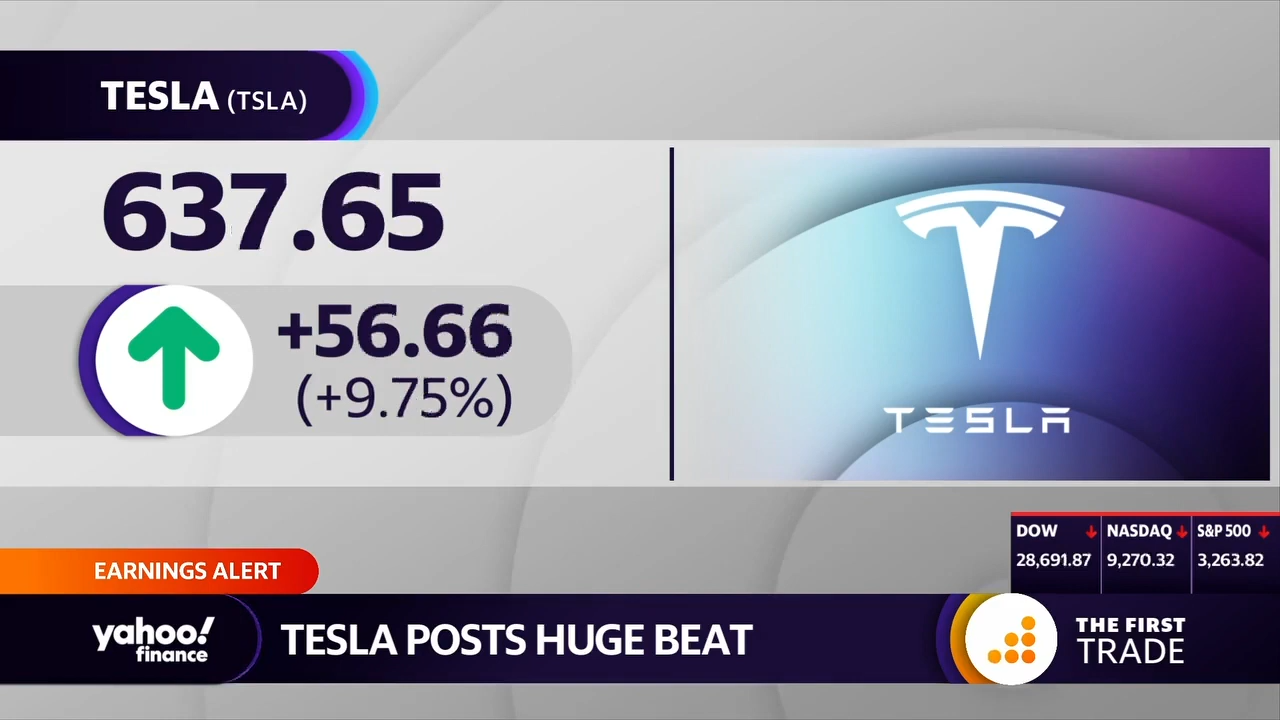 TESLA (TSLA)
637.65
+56.66
(+9.75%)
TESLA
DOW NASDAQ S&P 500
28,691.87 9,270.32 3,263.82
EARNINGS ALERT
yahoo!
finance
TESLA POSTS HUGE BEAT
THE FIRST
TRADE